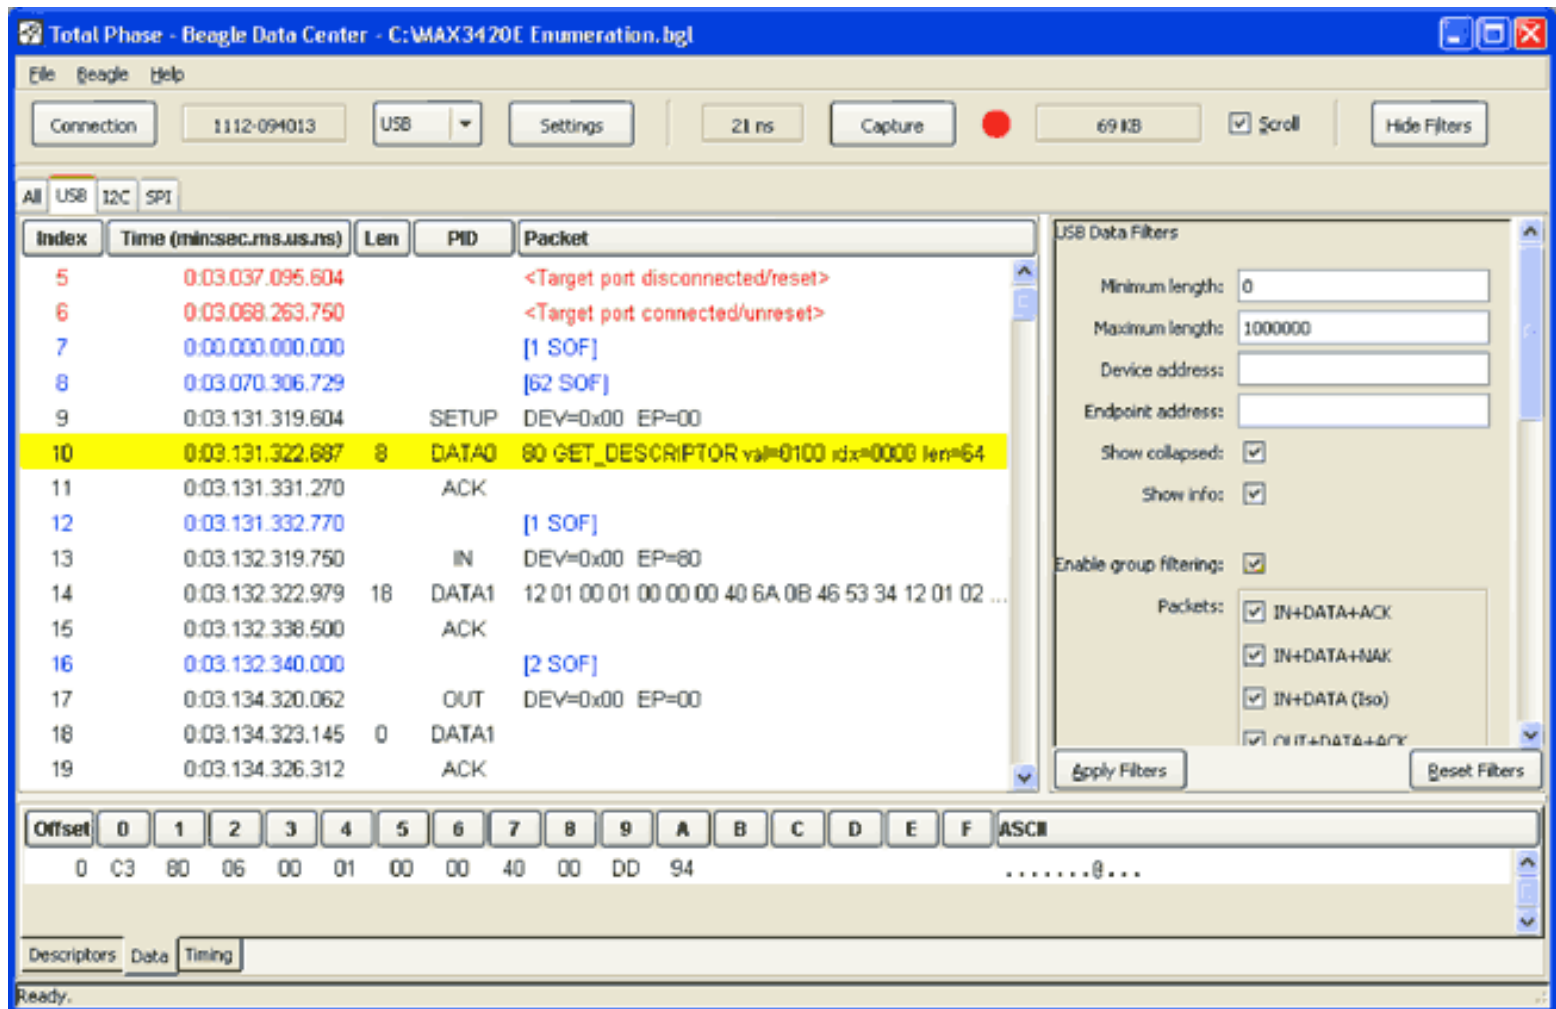 Total Phase - Beagle Data Center - C:\MAX3420E Enumeration.bgl
File Beagle Help
Connection 1112-094013 USB Settings 21 ns Capture 69 KB Scroll Hide Filters
All USB I2C SPI
Index Time (min:sec.ms.us.ns) Len PID Packet
5 0:03.037.095.604 <Target port disconnected/reset>
6 0:03.068.263.750 <Target port connected/unreset>
7 0:00.000.000.000 [1 SOF]
8 0:03.070.306.729 [62 SOF]
9 0:03.131.319.604 SETUP DEV=0x00 EP=00
10 0:03.131.322.687 8 DATA0 80 GET_DESCRIPTOR val=0100 idx=0000 len=64
11 0:03.131.331.270 ACK
12 0:03.131.332.770 [1 SOF]
13 0:03.132.319.750 IN DEV=0x00 EP=80
14 0:03.132.322.979 18 DATA1 12 01 00 01 00 00 00 40 6A 0B 46 53 34 12 01 02 ...
15 0:03.132.338.500 ACK
16 0:03.132.340.000 [2 SOF]
17 0:03.134.320.062 OUT DEV=0x00 EP=00
18 0:03.134.323.145 0 DATA1
19 0:03.134.326.312 ACK
USB Data Filters
Minimum length: 0
Maximum length: 1000000
Device address:
Endpoint address:
Show collapsed:
Show info:
Enable group filtering:
Packets: IN+DATA+ACK
IN+DATA+NAK
IN+DATA (Iso)
OUT+DATA+ACK
Apply Filters Reset Filters
Offset 0 1 2 3 4 5 6 7 8 9 A B C D E F ASCII
0 C3 80 06 00 01 00 00 40 00 DD 94 .......@...
Descriptors Data Timing
Ready.